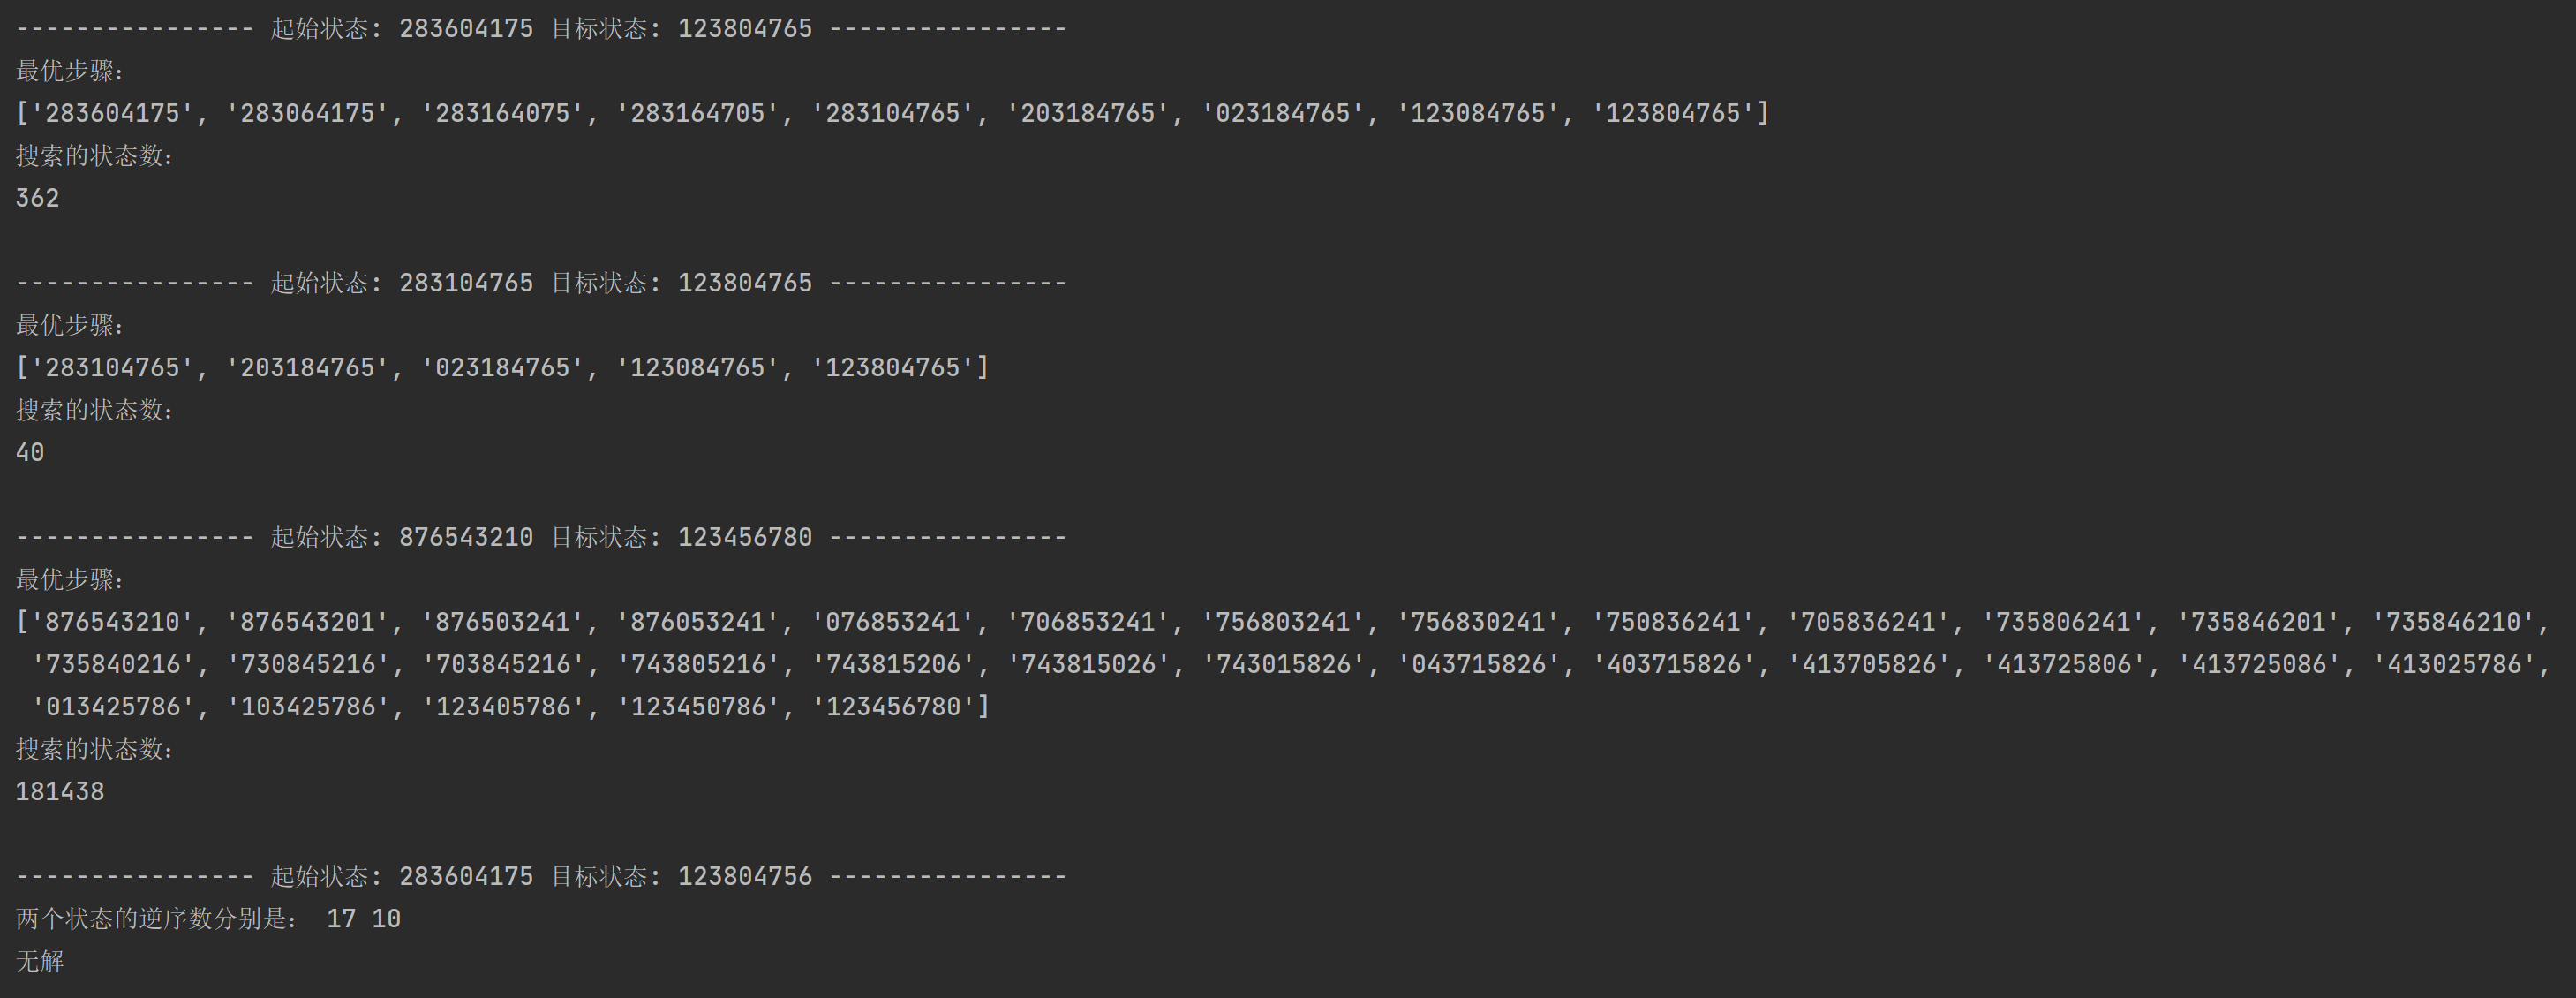 ---------------- 起始状态: 283604175 目标状态: 123804765 ----------------
最优步骤:
['283604175', '283064175', '283164075', '283164705', '283104765', '203184765', '023184765', '123084765', '123804765']
搜索的状态数:
362
---------------- 起始状态: 283104765 目标状态: 123804765 ----------------
最优步骤:
['283104765', '203184765', '023184765', '123084765', '123804765']
搜索的状态数:
40
---------------- 起始状态: 876543210 目标状态: 123456780 ----------------
最优步骤:
['876543210', '876543201', '876503241', '876053241', '076853241', '706853241', '756803241', '756830241', '750836241', '705836241', '735806241', '735846201', '735846210',
'735840216', '730845216', '703845216', '743805216', '743815206', '743815026', '743015826', '043715826', '403715826', '413705826', '413725806', '413725086', '413025786',
'013425786', '103425786', '123405786', '123450786', '123456780']
搜索的状态数:
181438
---------------- 起始状态: 283604175 目标状态: 123804756 ----------------
两个状态的逆序数分别是: 17 10
无解